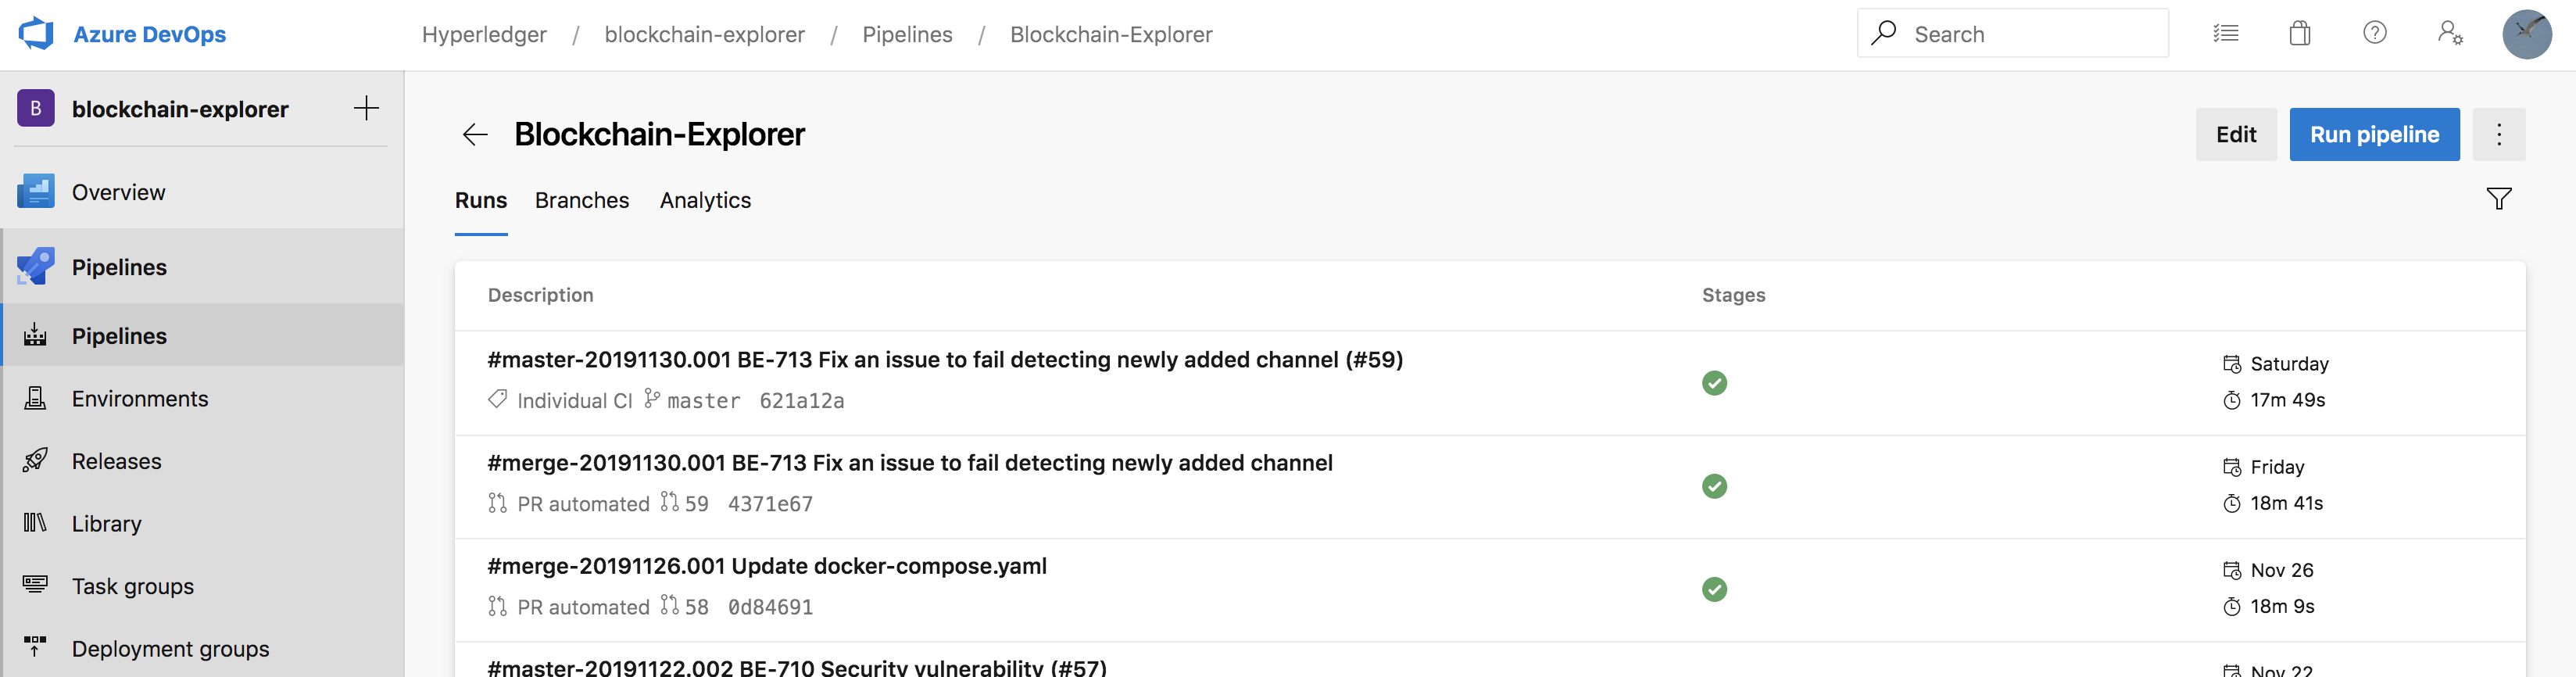 Azure DevOps
Hyperledger / blockchain-explorer / Pipelines / Blockchain-Explorer
Search
B blockchain-explorer
Overview
Pipelines
Pipelines
Environments
Releases
Library
Task groups
Deployment groups
Blockchain-Explorer
Edit
Run pipeline
Runs Branches Analytics
Description Stages
#master-20191130.001 BE-713 Fix an issue to fail detecting newly added channel (#59)
Individual CI master 621a12a
Saturday
17m 49s
#merge-20191130.001 BE-713 Fix an issue to fail detecting newly added channel
PR automated 59 4371e67
Friday
18m 41s
#merge-20191126.001 Update docker-compose.yaml
PR automated 58 0d84691
Nov 26
18m 9s
#master-20191122.002 BE-710 Security vulnerability (#57)
Nov 22